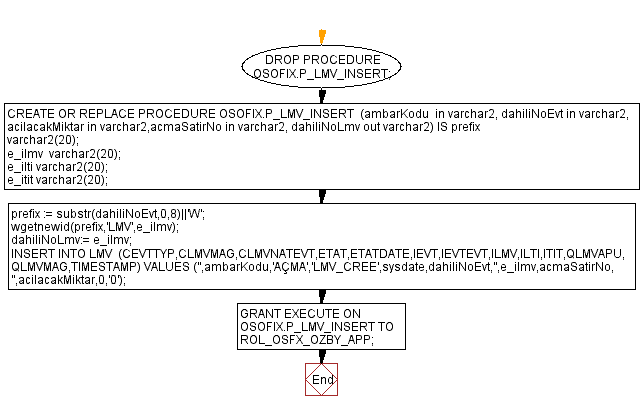 DROP PROCEDURE
OSOFIX.P_LMV_INSERT;
CREATE OR REPLACE PROCEDURE OSOFIX.P_LMV_INSERT (ambarKodu in varchar2, dahiliNoEvt in varchar2,
acilacakMiktar in varchar2,acmaSatirNo in varchar2, dahiliNoLmv out varchar2) IS prefix
varchar2(20);
e_ilmv varchar2(20);
e_ilti varchar2(20);
e_itit varchar2(20);
prefix := substr(dahiliNoEvt,0,8)||'W';
wgetnewid(prefix,'LMV',e_ilmv);
dahiliNoLmv:= e_ilmv;
INSERT INTO LMV (CEVTTYP,CLMVMAG,CLMVNATEVT,ETAT,ETATDATE,IEVT,IEVTEVT,ILMV,ILTI,ITIT,QLMVAPU,
QLMVMAG,TIMESTAMP) VALUES ('',ambarKodu,'AÇMA','LMV_CREE',sysdate,dahiliNoEvt,'',e_ilmv,acmaSatirNo,
'',acilacakMiktar,0,'0');
GRANT EXECUTE ON
OSOFIX.P_LMV_INSERT TO
ROL_OSFX_OZBY_APP;
End